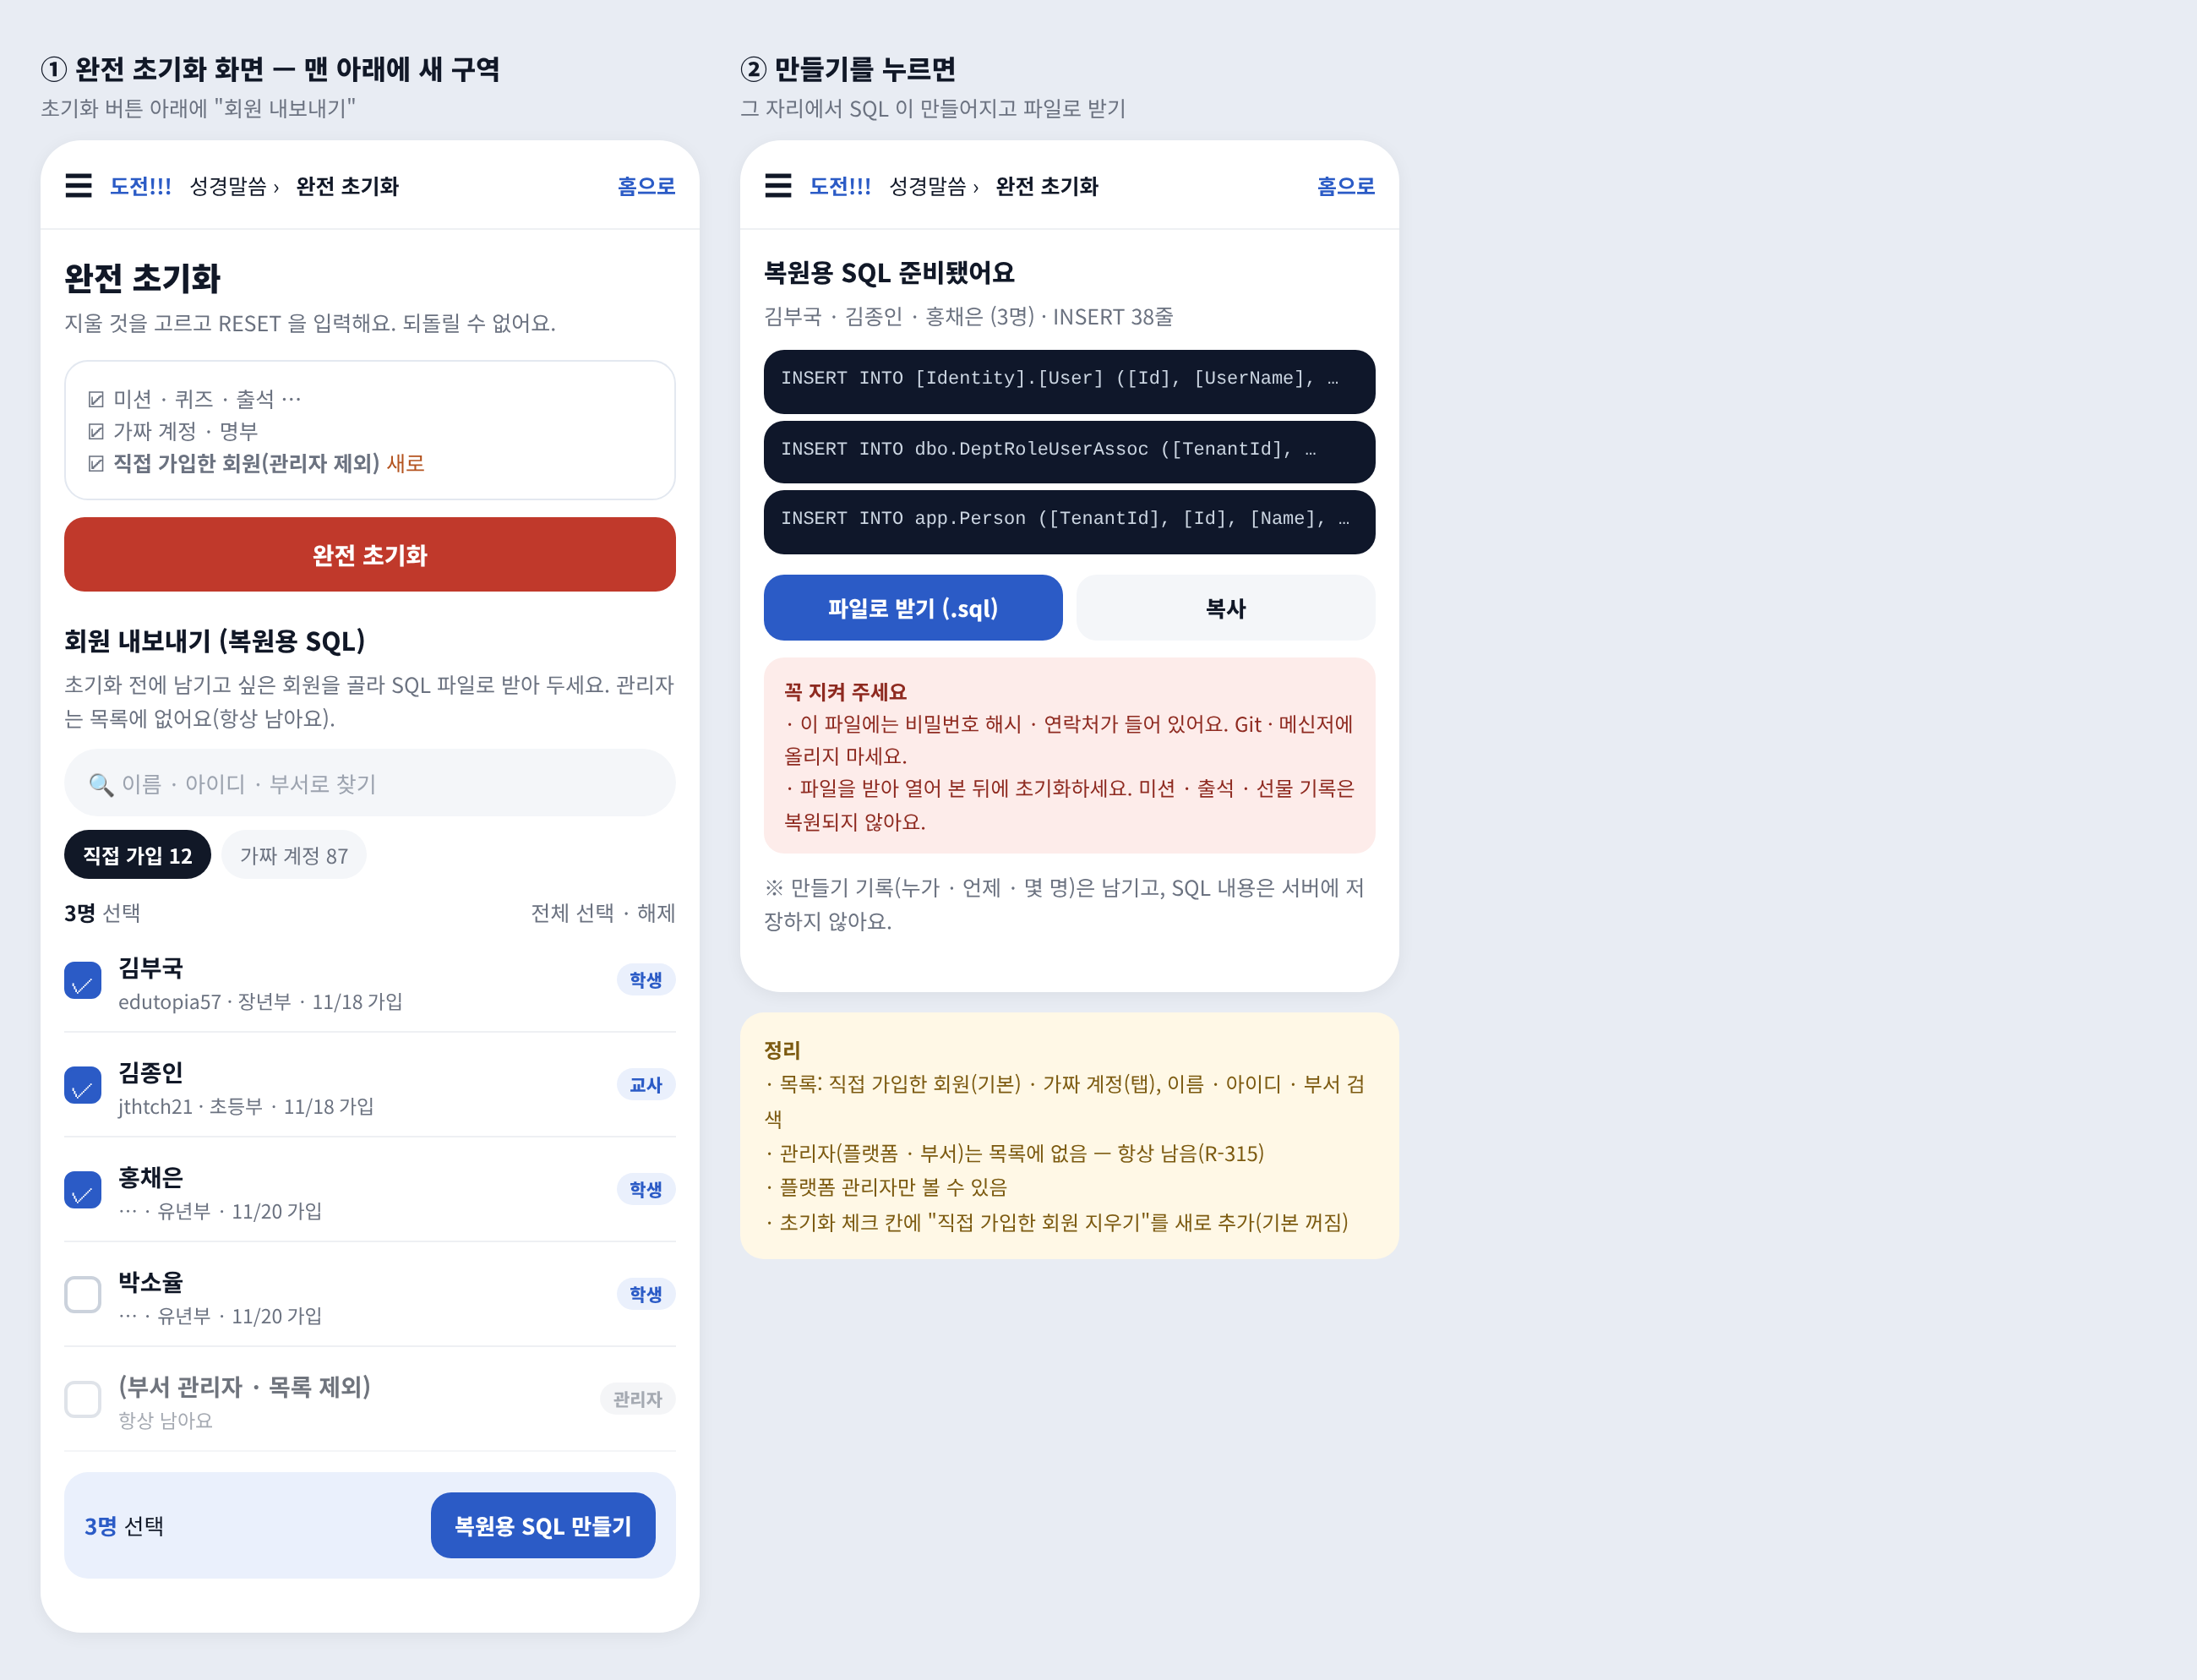 ① 완전 초기화 화면 — 맨 아래에 새 구역
초기화 버튼 아래에 "회원 내보내기"
☰ 도전!!! 성경말씀 › 완전 초기화 홈으로
완전 초기화
지울 것을 고르고 RESET 을 입력해요. 되돌릴 수 없어요.
☑ 미션 · 퀴즈 · 출석 …
☑ 가짜 계정 · 명부
☑ 직접 가입한 회원(관리자 제외) 새로
완전 초기화
회원 내보내기 (복원용 SQL)
초기화 전에 남기고 싶은 회원을 골라 SQL 파일로 받아 두세요. 관리자
는 목록에 없어요(항상 남아요).
🔍 이름 · 아이디 · 부서로 찾기
직접 가입 12 가짜 계정 87
3명 선택 전체 선택 · 해제
김부국 학생
edutopia57 · 장년부 · 11/18 가입
김종인 교사
jthtch21 · 초등부 · 11/18 가입
홍채은 학생
… · 유년부 · 11/20 가입
박소율 학생
… · 유년부 · 11/20 가입
(부서 관리자 · 목록 제외) 관리자
항상 남아요
3명 선택 복원용 SQL 만들기
② 만들기를 누르면
그 자리에서 SQL 이 만들어지고 파일로 받기
☰ 도전!!! 성경말씀 › 완전 초기화 홈으로
복원용 SQL 준비됐어요
김부국 · 김종인 · 홍채은 (3명) · INSERT 38줄
INSERT INTO [Identity].[User] ([Id], [UserName], …
INSERT INTO dbo.DeptRoleUserAssoc ([TenantId], …
INSERT INTO app.Person ([TenantId], [Id], [Name], …
파일로 받기 (.sql) 복사
꼭 지켜 주세요
· 이 파일에는 비밀번호 해시 · 연락처가 들어 있어요. Git · 메신저에
올리지 마세요.
· 파일을 받아 열어 본 뒤에 초기화하세요. 미션 · 출석 · 선물 기록은
복원되지 않아요.
※ 만들기 기록(누가 · 언제 · 몇 명)은 남기고, SQL 내용은 서버에 저
장하지 않아요.
정리
· 목록: 직접 가입한 회원(기본) · 가짜 계정(탭), 이름 · 아이디 · 부서 검
색
· 관리자(플랫폼 · 부서)는 목록에 없음 — 항상 남음(R-315)
· 플랫폼 관리자만 볼 수 있음
· 초기화 체크 칸에 "직접 가입한 회원 지우기"를 새로 추가(기본 꺼짐)